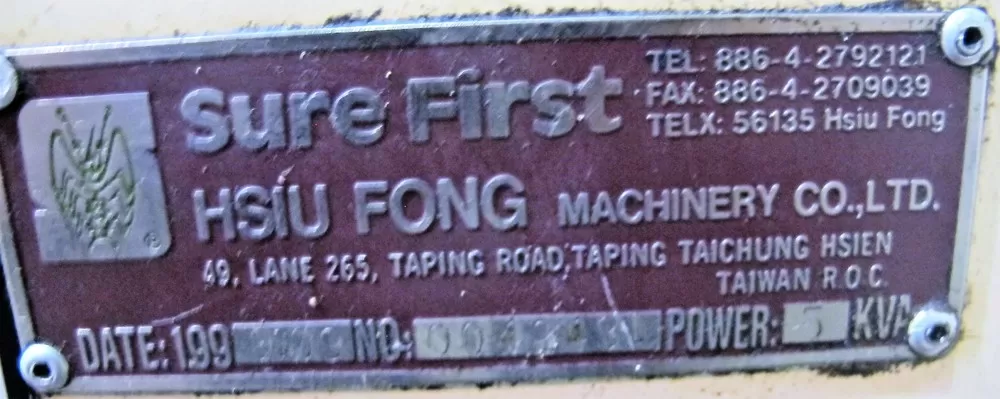 Sure First
TEL: 886-4-2792121
FAX: 886-4-2709039
TELX: 56135 Hsiu Fong
HSIU FONG MACHINERY CO.,LTD.
49, LANE 265, TAPING ROAD, TAPING TAICHUNG HSIEN
TAIWAN R.O.C.
DATE: 199 NO: POWER: 5 KVA